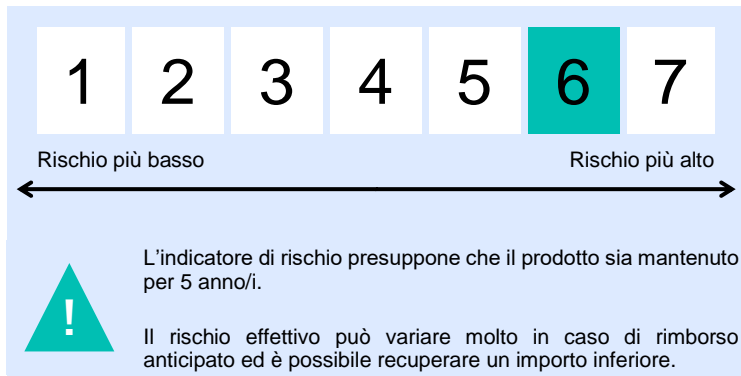 1 2 3 4 5 6 7
Rischio più basso Rischio più alto
L'indicatore di rischio presuppone che il prodotto sia mantenuto
per 5 anno/i.
!
Il rischio effettivo può variare molto in caso di rimborso
anticipato ed è possibile recuperare un importo inferiore.